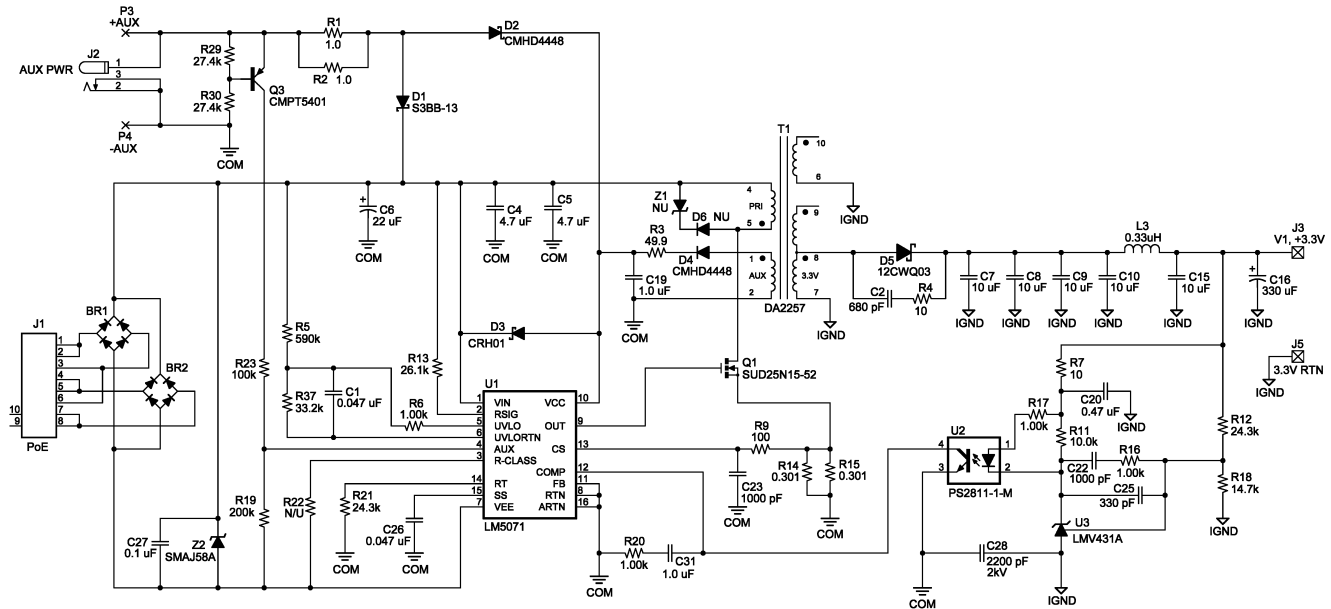 P3
+AUX
J2
AUX PWR
1
3
2
P4
-AUX
R29
27.4k
R30
27.4k
COM
Q3
CMPT5401
R1
1.0
R2 1.0
D1
S3BB-13
D2
CMHD4448
C6
22 uF
COM
C4
4.7 uF
COM
C5
4.7 uF
COM
Z1
NU
D6 NU
R3
49.9
D4
CMHD4448
C19
1.0 uF
COM
T1
4
PRI
5
1
AUX
2
10
6
9
8
3.3V
7
DA2257
IGND
IGND
D5
12CWQ03
C2
680 pF
R4
10
C7
10 uF
IGND
C8
10 uF
IGND
C9
10 uF
IGND
C10
10 uF
IGND
L3
0.33uH
C15
10 uF
IGND
C16
330 uF
IGND
J3
V1, +3.3V
J5
3.3V RTN
IGND
J1
1
2
3
4
5
6
7
8
10
9
PoE
BR1
BR2
R5
590k
R23
100k
R37
33.2k
C1
0.047 uF
R6
1.00k
R13
26.1k
D3
CRH01
U1
1 VIN
2 RSIG
5 UVLO
6 UVLORTN
4 AUX
3 R-CLASS
14 RT
15 SS
7 VEE
VCC 10
OUT 9
CS 13
COMP 12
FB 11
RTN 8
ARTN 16
LM5071
Q1
SUD25N15-52
R9
100
C23
1000 pF
COM
R14
0.301
R15
0.301
COM
R19
200k
R22
N/U
R21
24.3k
COM
C26
0.047 uF
COM
C27
0.1 uF
Z2
SMAJ58A
R20
1.00k
C31
1.0 uF
COM
U2
4
3
1
2
PS2811-1-M
R17
1.00k
R7
10
C20
0.47 uF
IGND
R11
10.0k
C22
1000 pF
R16
1.00k
C25
330 pF
R12
24.3k
R18
14.7k
IGND
U3
LMV431A
C28
2200 pF
2kV
COM
IGND